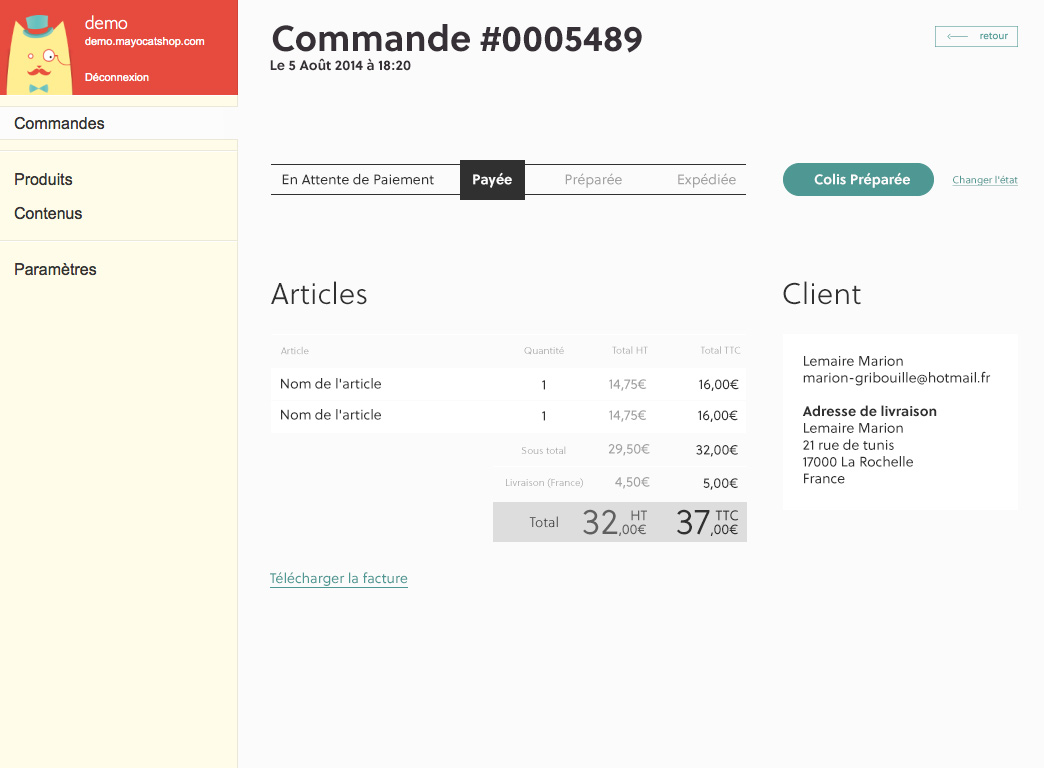 demo
demo.mayocatshop.com
Déconnexion
Commandes
Produits
Contenus
Paramètres
Commande #0005489
Le 5 Août 2014 à 18:20
retour
En Attente de Paiement Payée Préparée Expédiée
Colis Préparée
Changer l'état
Articles
Article Quantité Total HT Total TTC
Nom de l'article 1 14,75€ 16,00€
Nom de l'article 1 14,75€ 16,00€
Sous total 29,50€ 32,00€
Livraison (France) 4,50€ 5,00€
Total 32,00€ HT 37,00€ TTC
Télécharger la facture
Client
Lemaire Marion
marion-gribouille@hotmail.fr
Adresse de livraison
Lemaire Marion
21 rue de tunis
17000 La Rochelle
France